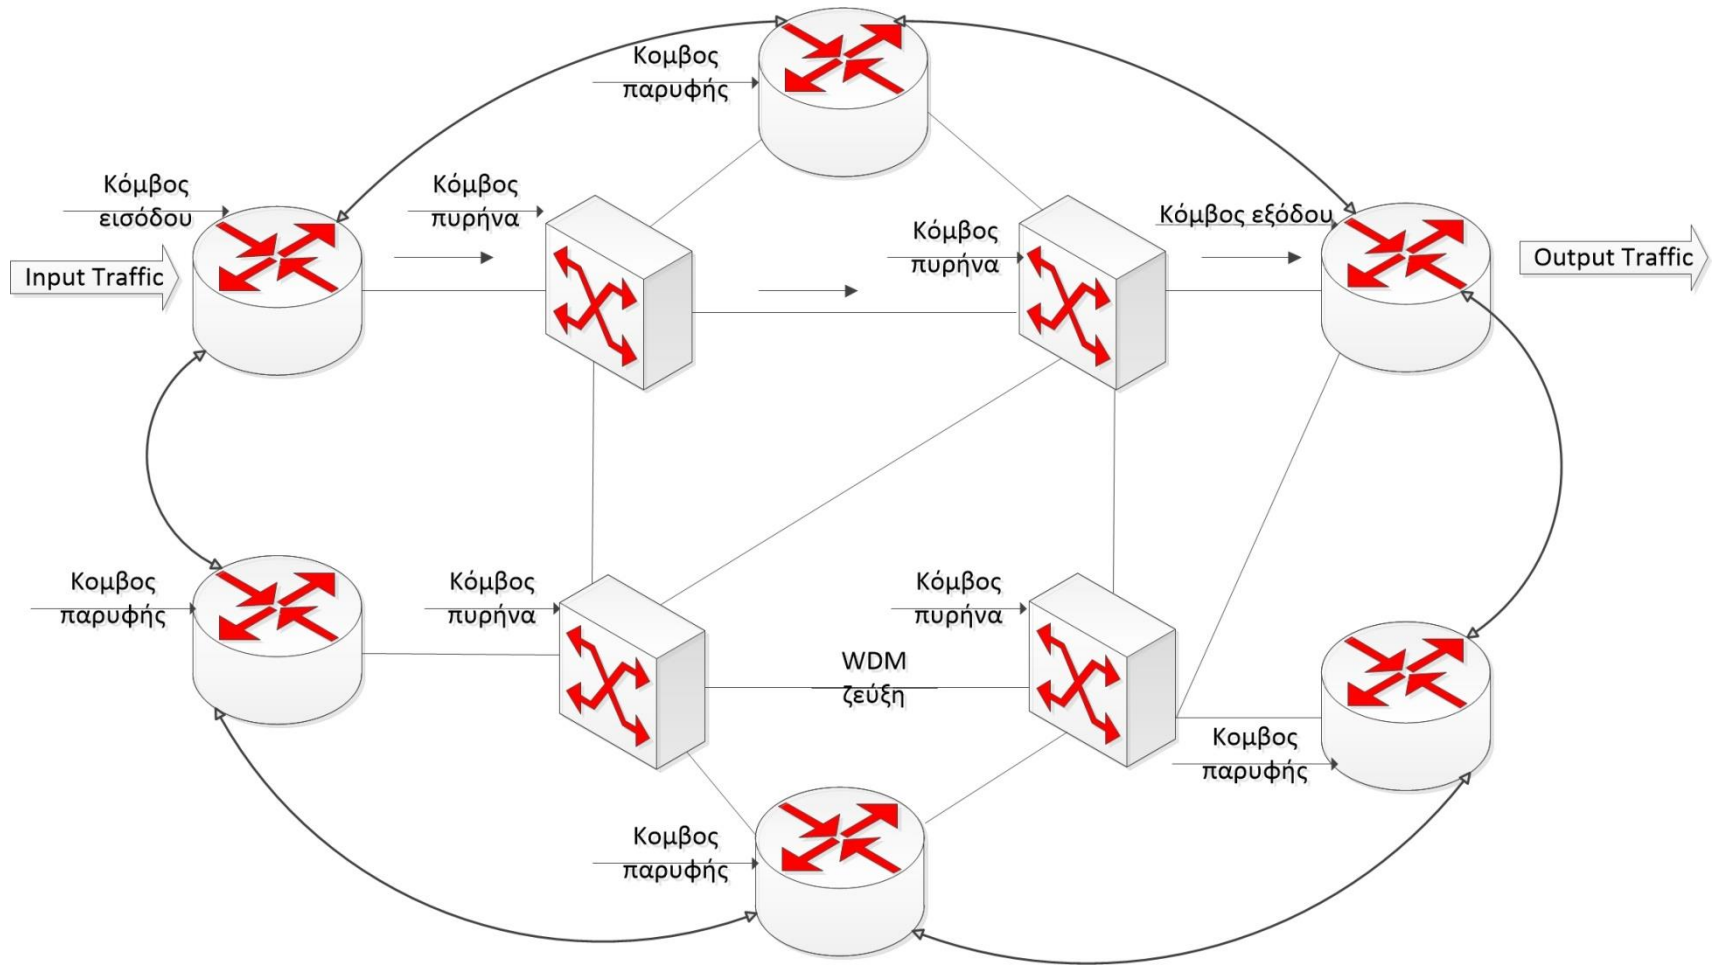 Κομβος
παρυφής
Κόμβος
εισόδου
Κόμβος
πυρήνα
Κόμβος
πυρήνα
Κόμβος εξόδου
Input Traffic
Output Traffic
Κομβος
παρυφής
Κόμβος
πυρήνα
Κόμβος
πυρήνα
WDM
ζεύξη
Κομβος
παρυφής
Κομβος
παρυφής